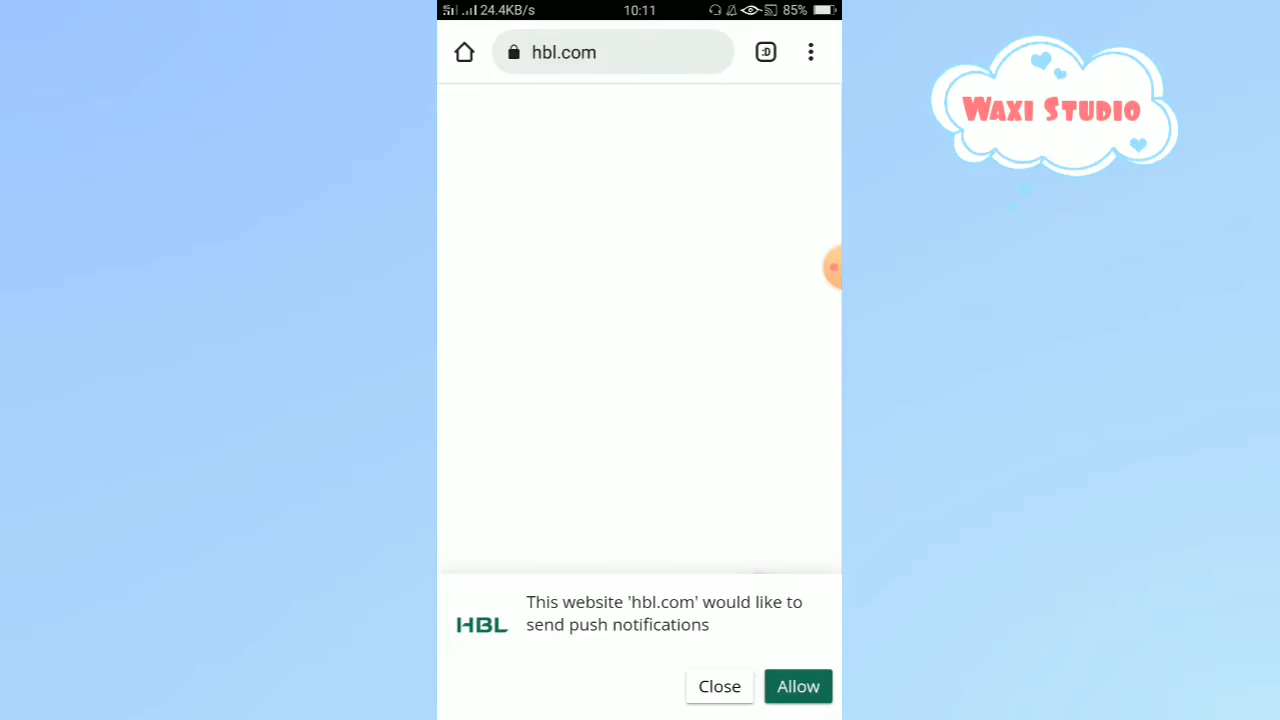 24.4KB/s 10:11 85%
hbl.com :D
WAXI STUDIO
This website 'hbl.com' would like to
send push notifications
HBL
Close Allow